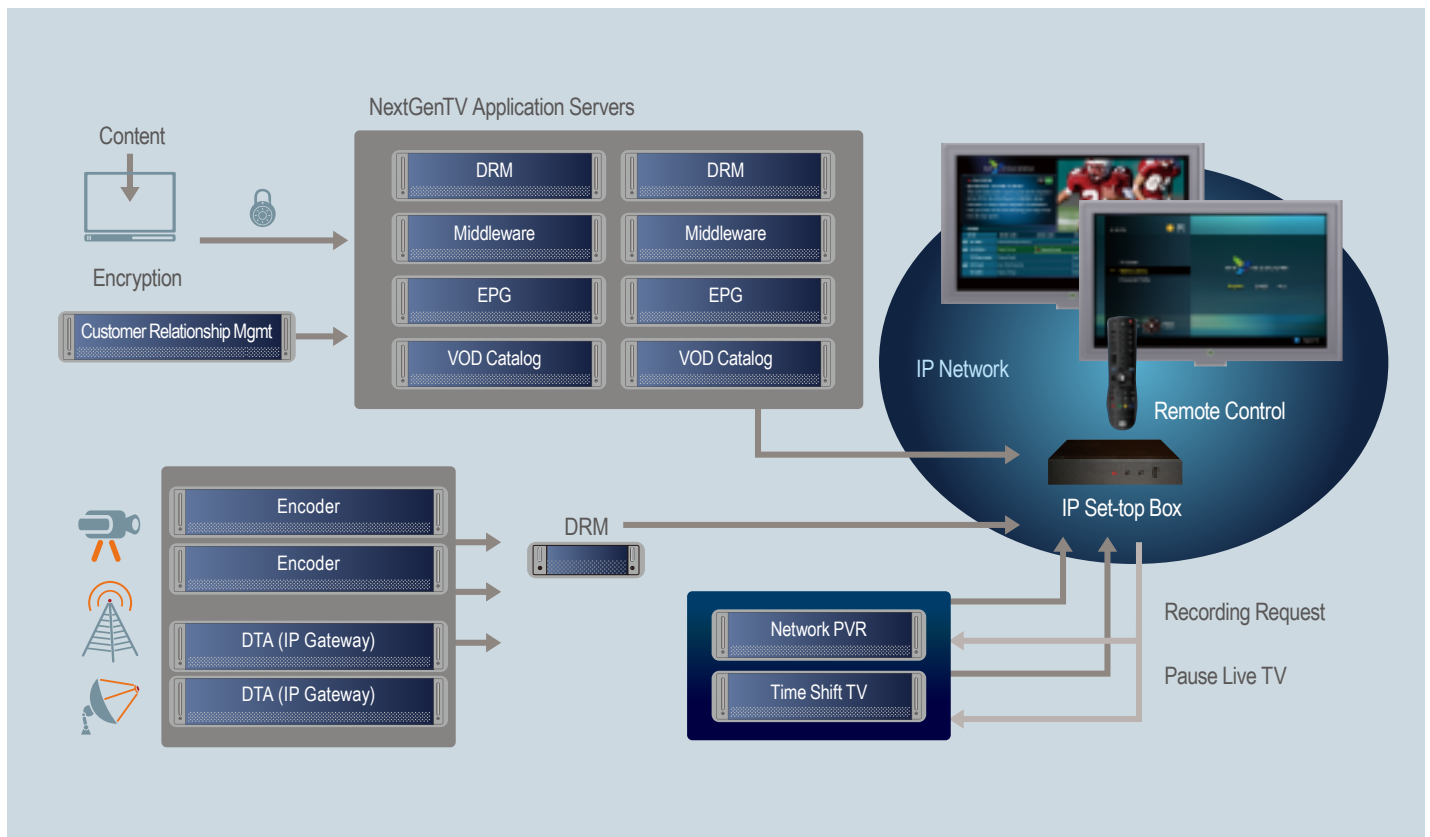 NextGenTV Application Servers
Content
DRM
DRM
Middleware
Middleware
Encryption
EPG
EPG
Customer Relationship Mgmt
VOD Catalog
VOD Catalog
IP Network
Remote Control
IP Set-top Box
Encoder
Encoder
DRM
DTA (IP Gateway)
DTA (IP Gateway)
Network PVR
Time Shift TV
Recording Request
Pause Live TV